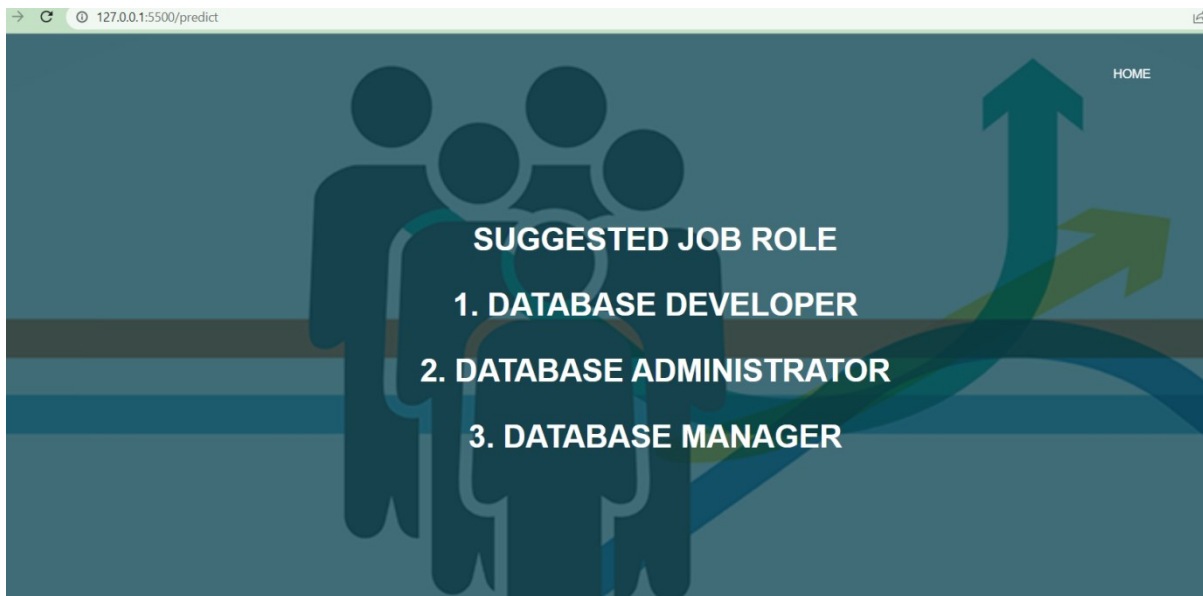 127.0.0.1:5500/predict
HOME
SUGGESTED JOB ROLE
1. DATABASE DEVELOPER
2. DATABASE ADMINISTRATOR
3. DATABASE MANAGER